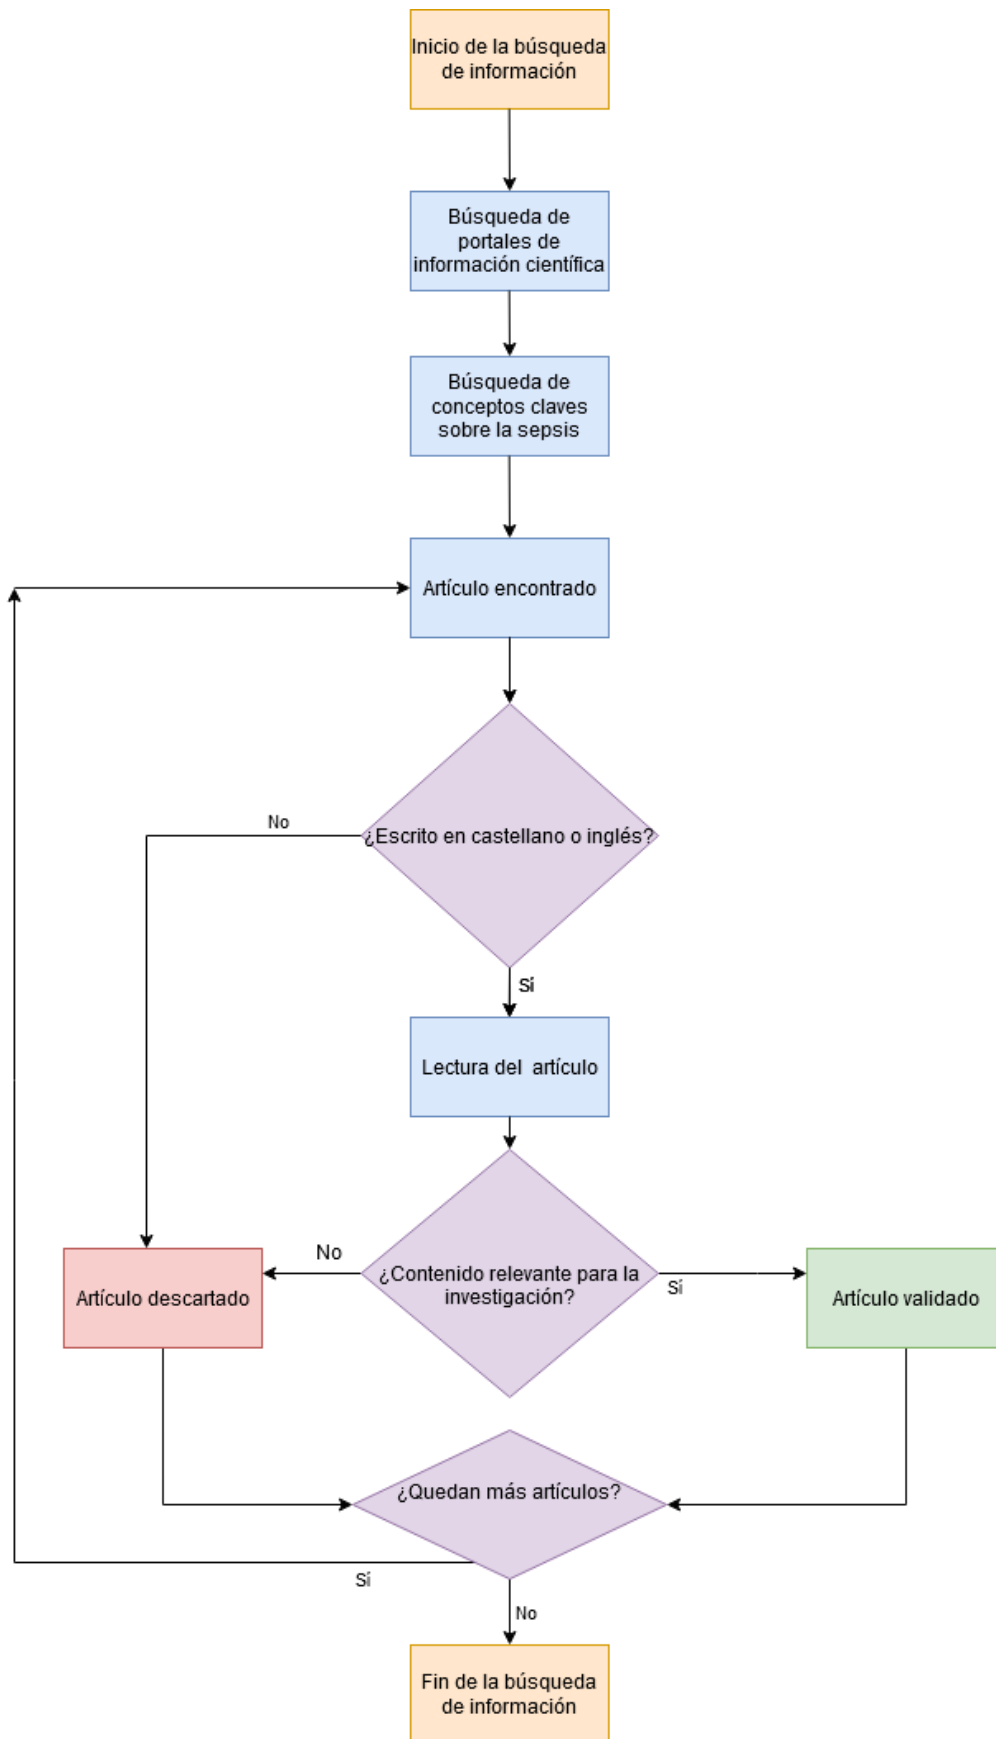 Inicio de la búsqueda
de información
Búsqueda de
portales de
información científica
Búsqueda de
conceptos claves
sobre la sepsis
Artículo encontrado
¿Escrito en castellano o inglés?
No
Sí
Lectura del artículo
¿Contenido relevante para la
investigación?
No
Sí
Artículo descartado
Artículo validado
¿Quedan más artículos?
Sí
No
Fin de la búsqueda
de información